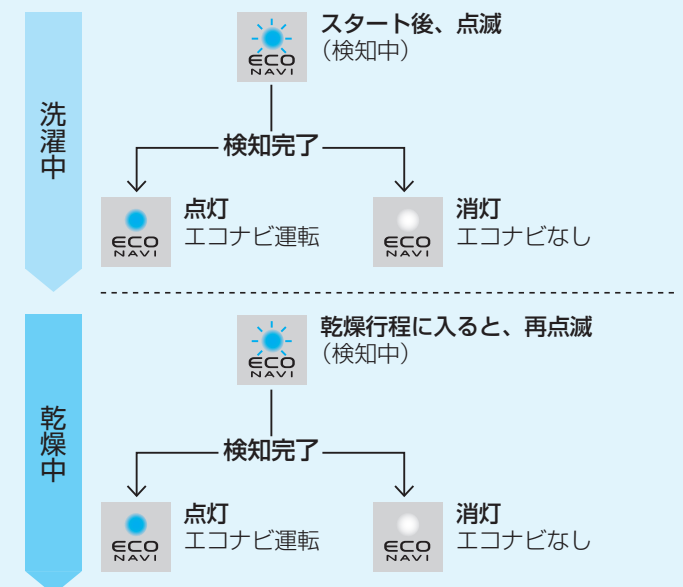 洗濯中
スタート後、点滅
（検知中）
ECO
NAVI
検知完了
点灯
エコナビ運転
ECO
NAVI
消灯
エコナビなし
ECO
NAVI
乾燥中
乾燥行程に入ると、再点滅
（検知中）
ECO
NAVI
検知完了
点灯
エコナビ運転
ECO
NAVI
消灯
エコナビなし
ECO
NAVI